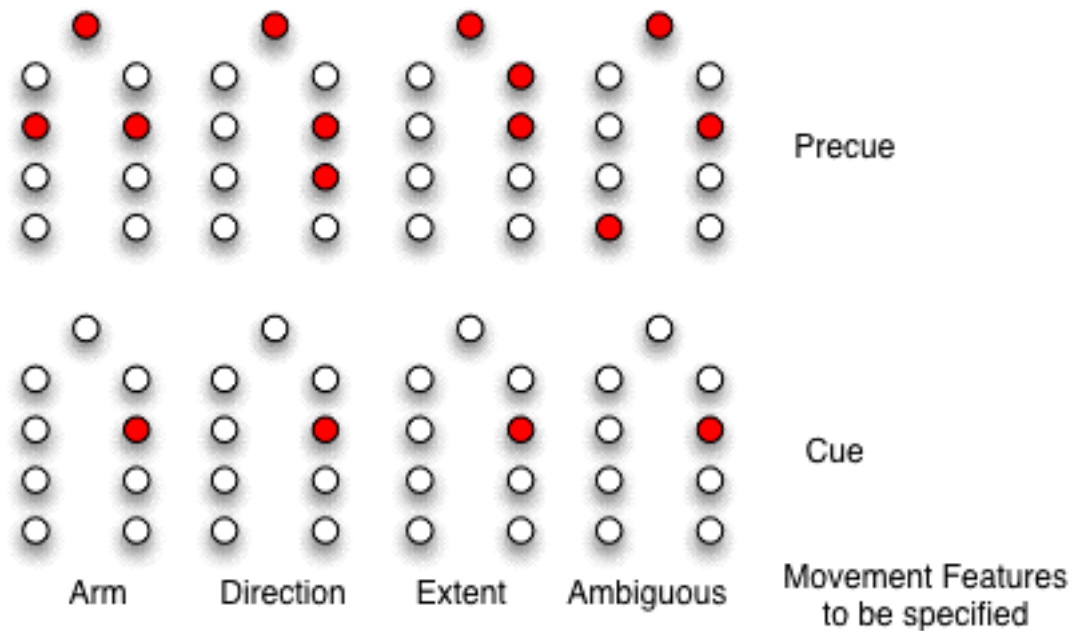 Precue
Cue
Arm
Direction
Extent
Ambiguous
Movement Features
to be specified